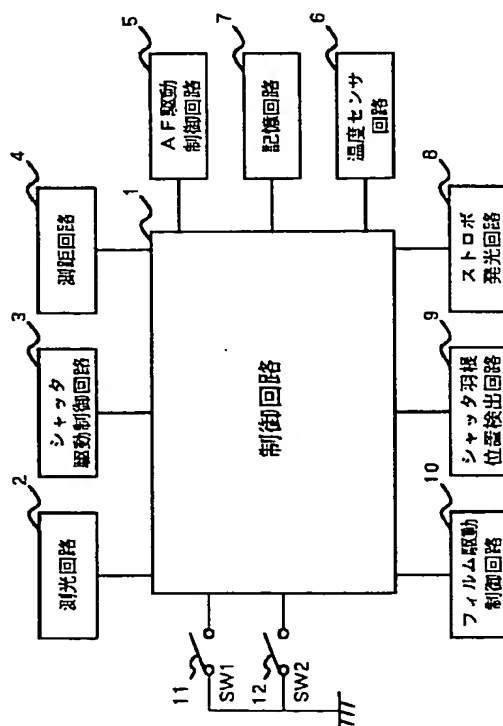 2
測光回路
3
シャッタ
駆動制御回路
4
測距回路
1
制御回路
5
AF駆動
制御回路
7
記憶回路
6
温度センサ
回路
11
SW1
12
SW2
10
フィルム駆動
制御回路
9
シャッタ羽根
位置検出回路
8
ストロボ
発光回路